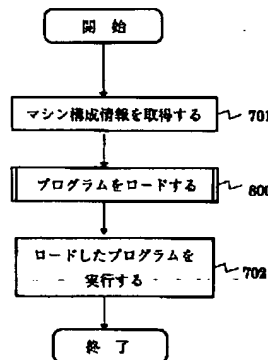 開 始
マシン構成情報を取得する 701
プログラムをロードする 800
ロードしたプログラムを
実行する 702
終 了